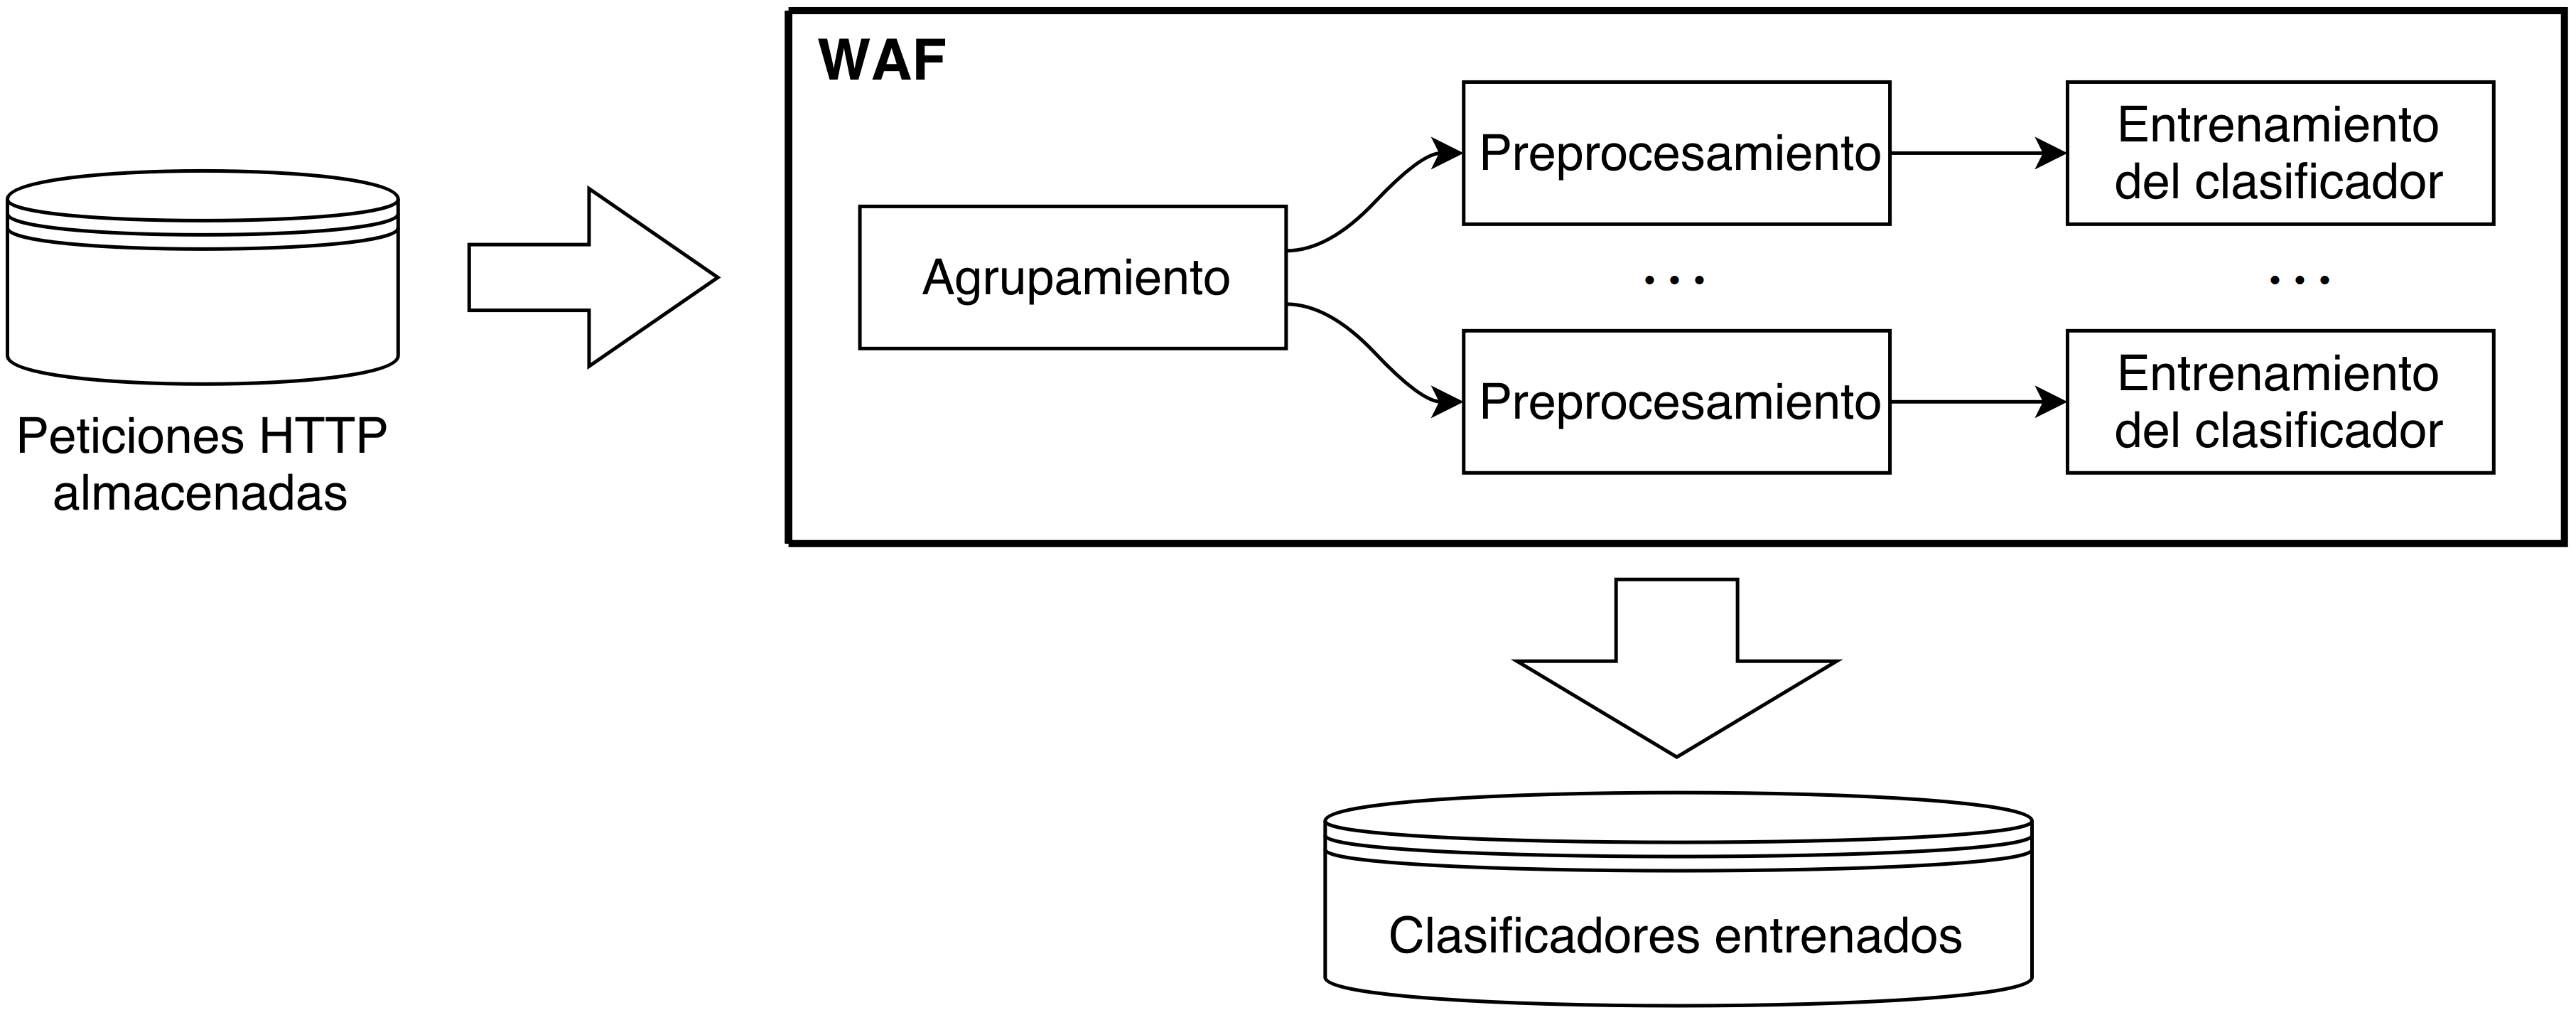 WAF
Peticiones HTTP
almacenadas
Agrupamiento
Preprocesamiento
Entrenamiento
del clasificador
...
...
Preprocesamiento
Entrenamiento
del clasificador
Clasificadores entrenados